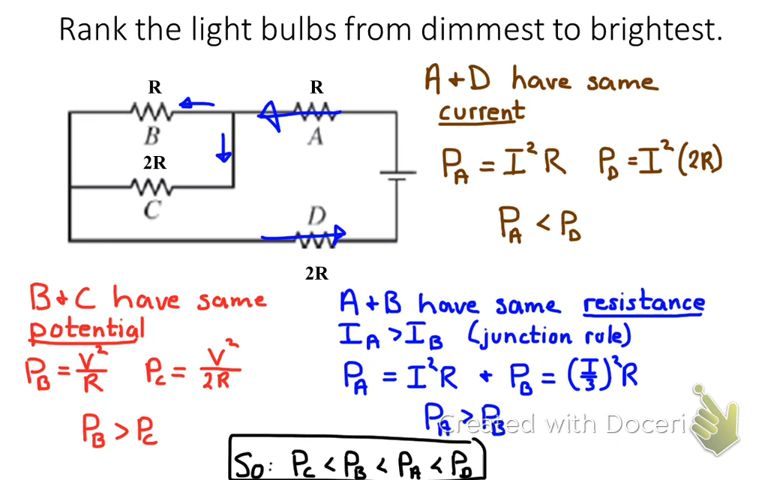 Rank the light bulbs from dimmest to brightest.
R
R
B
A
2R
C
D
2R
A + D have same
current
P_A = I²R P_D = I²(2R)
P_A < P_D
B + C have same
potential
P_B = V²/R P_C = V²/2R
P_B > P_C
A + B have same resistance
I_A > I_B (junction rule)
P_A = I²R + P_B = (I/3)²R
P_A > P_B
Created with Doceri
So: P_C < P_B < P_A < P_D